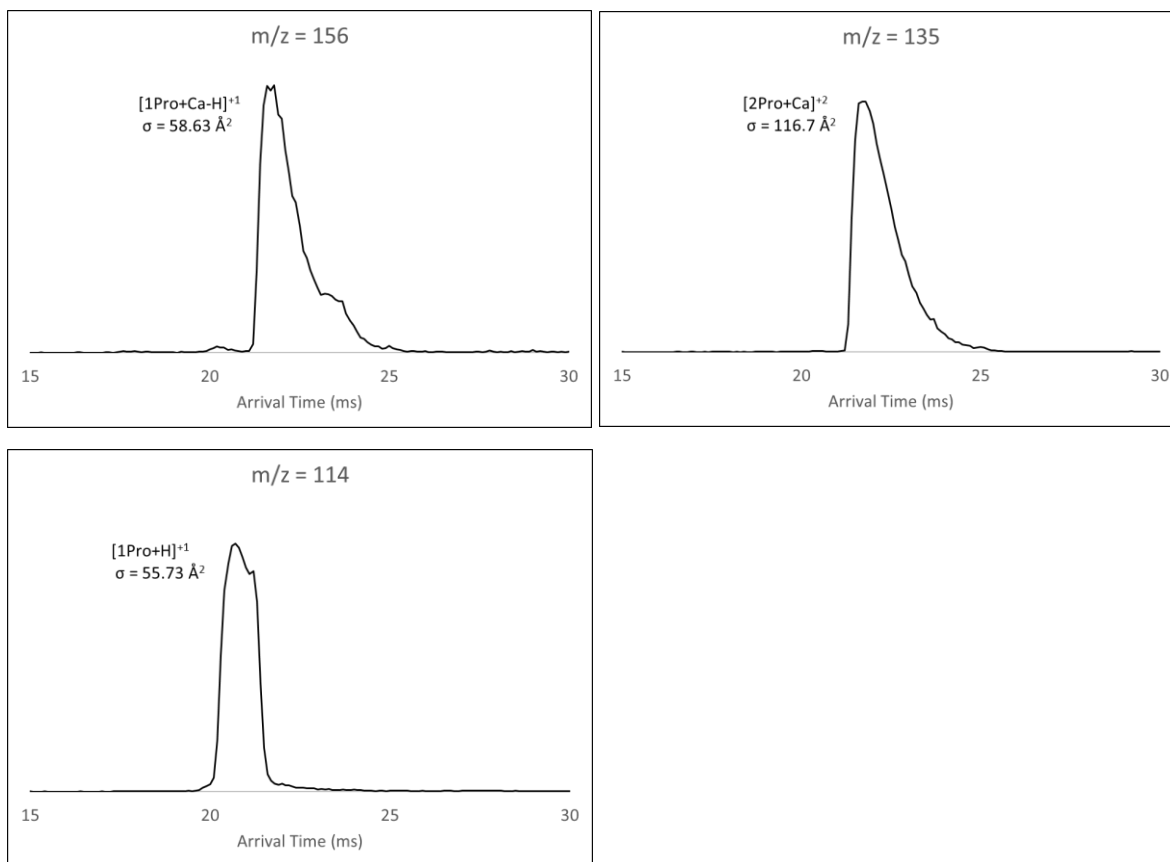 m/z = 156
[1Pro+Ca-H]⁺¹
σ = 58.63 Å²
15 20 25 30
Arrival Time (ms)
m/z = 135
[2Pro+Ca]⁺²
σ = 116.7 Å²
15 20 25 30
Arrival Time (ms)
m/z = 114
[1Pro+H]⁺¹
σ = 55.73 Å²
15 20 25 30
Arrival Time (ms)